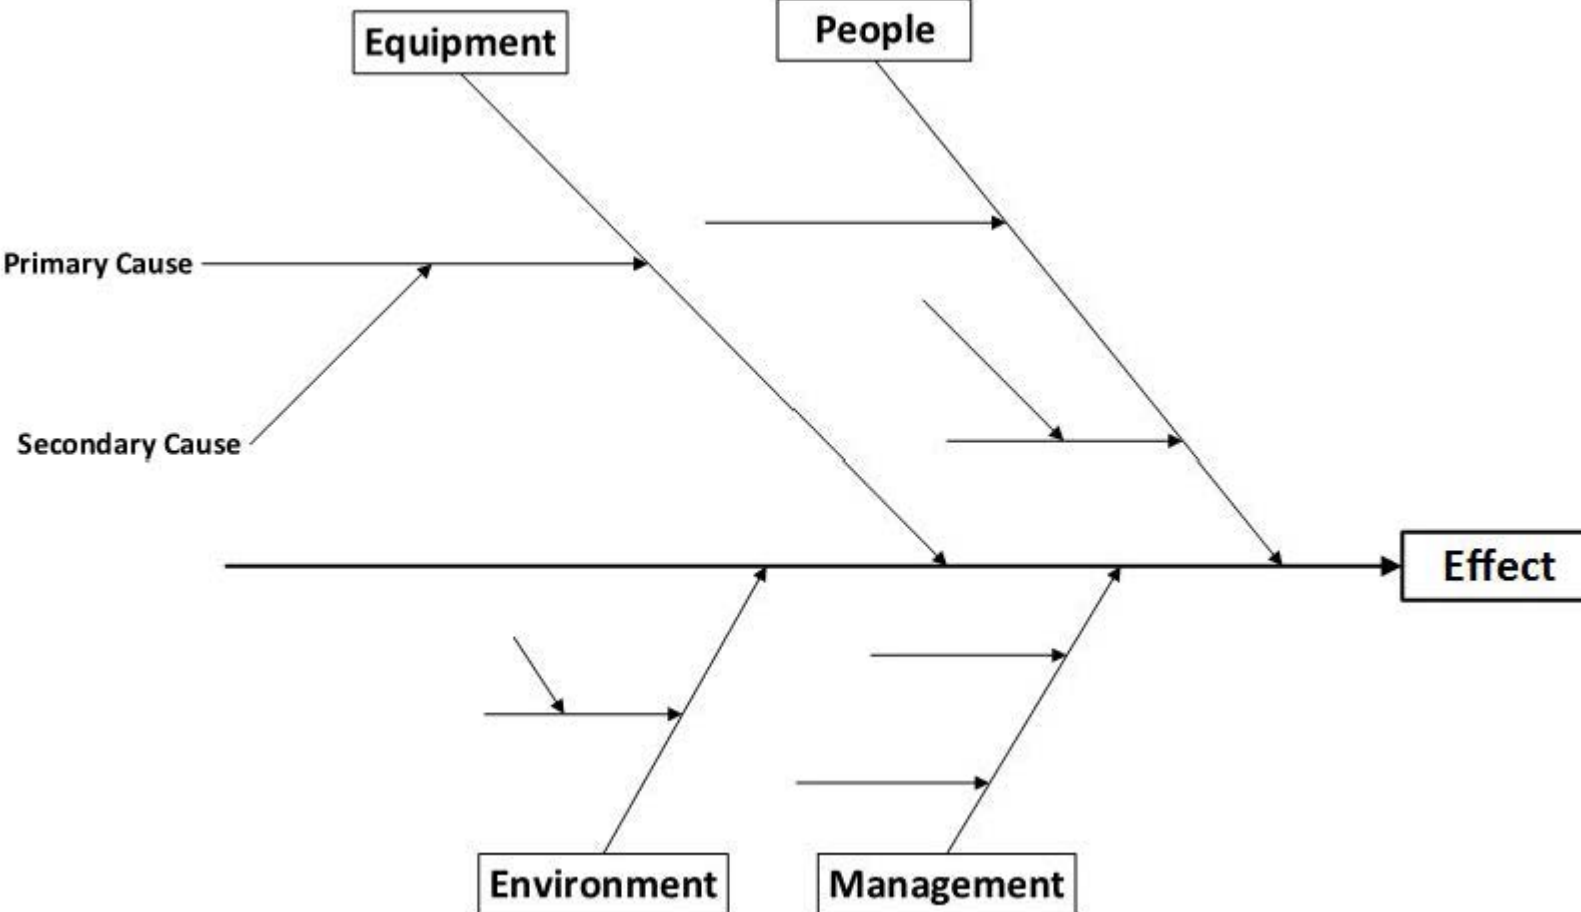 Equipment
People
Primary Cause
Secondary Cause
Effect
Environment
Management